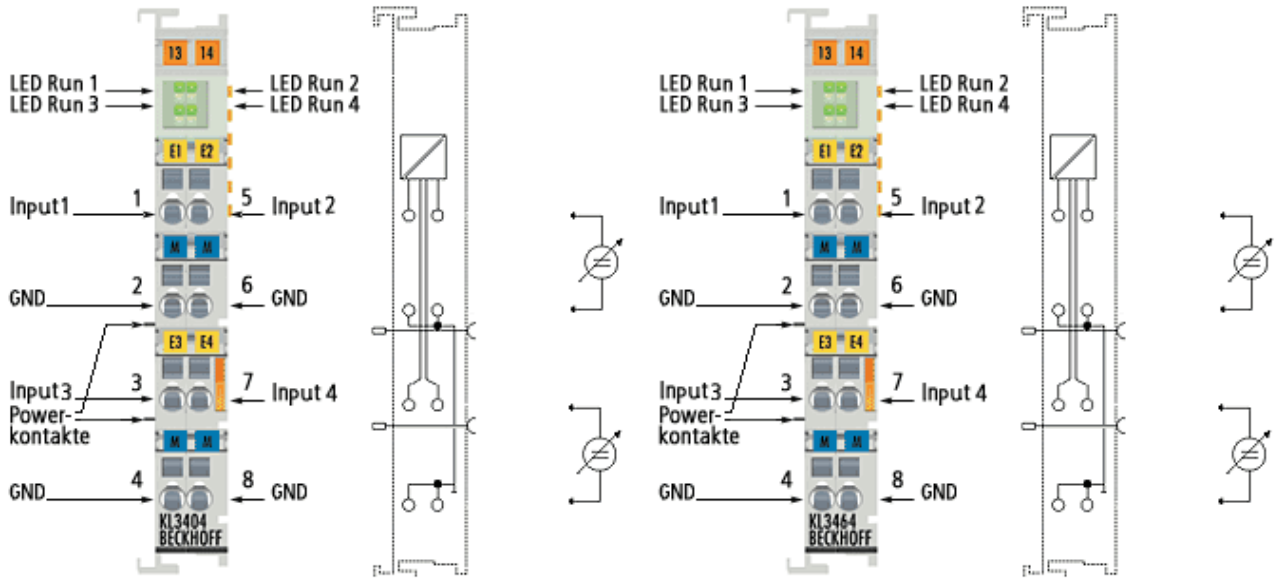 13 14
LED Run 1 LED Run 2
LED Run 3 LED Run 4
E1 E2
1 5
Input1 Input 2
M M
2 6
GND GND
E3 E4
3 7
Input3 Input 4
Power-
kontakte
M M
4 8
GND GND
KL3404
BECKHOFF
13 14
LED Run 1 LED Run 2
LED Run 3 LED Run 4
E1 E2
1 5
Input1 Input 2
M M
2 6
GND GND
E3 E4
3 7
Input3 Input 4
Power-
kontakte
M M
4 8
GND GND
KL3464
BECKHOFF